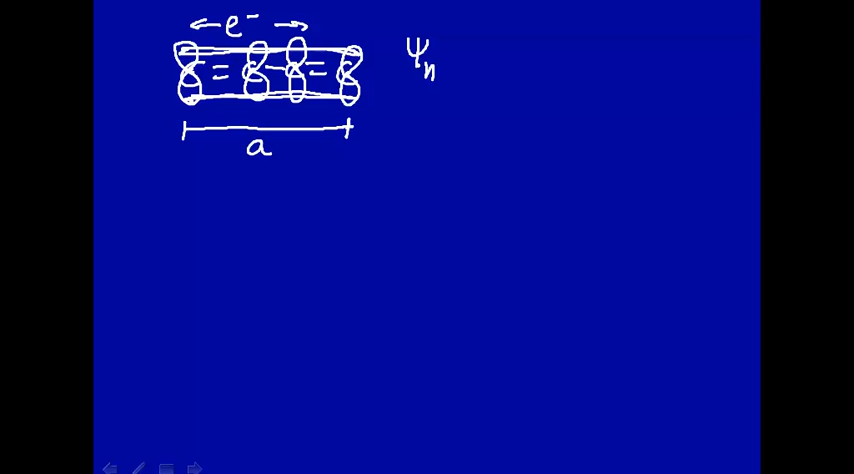 ← e⁻ →
C = C - C = C
a
ψn